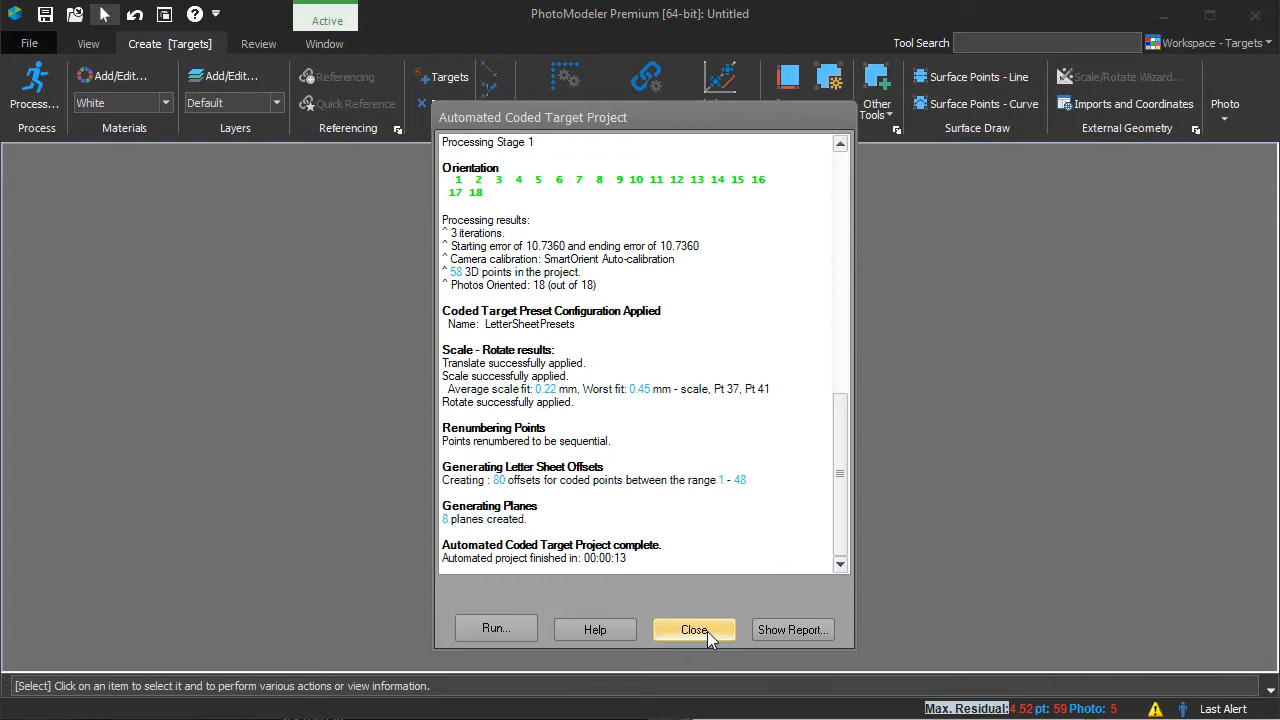 PhotoModeler Premium [64-bit]: Untitled
Active
File View Create [Targets] Review Window Tool Search Workspace - Targets
Process... Add/Edit... Add/Edit... Referencing Targets Other Tools Surface Points - Line Scale/Rotate Wizard... Photo
White Default Quick Reference Surface Points - Curve Imports and Coordinates
Process Materials Layers Referencing Surface Draw External Geometry
Automated Coded Target Project
Processing Stage 1
Orientation
1 2 3 4 5 6 7 8 9 10 11 12 13 14 15 16
17 18
Processing results:
^ 3 iterations.
^ Starting error of 10.7360 and ending error of 10.7360
^ Camera calibration: SmartOrient Auto-calibration
^ 58 3D points in the project.
^ Photos Oriented: 18 (out of 18)
Coded Target Preset Configuration Applied
Name: LetterSheetPresets
Scale - Rotate results:
Translate successfully applied.
Scale successfully applied.
Average scale fit: 0.22 mm, Worst fit: 0.45 mm - scale, Pt 37, Pt 41
Rotate successfully applied.
Renumbering Points
Points renumbered to be sequential.
Generating Letter Sheet Offsets
Creating : 80 offsets for coded points between the range 1 - 48
Generating Planes
8 planes created.
Automated Coded Target Project complete.
Automated project finished in: 00:00:13
Run... Help Close Show Report...
[Select] Click on an item to select it and to perform various actions or view information.
Max. Residual: 4.52 pt: 59 Photo: 5 Last Alert